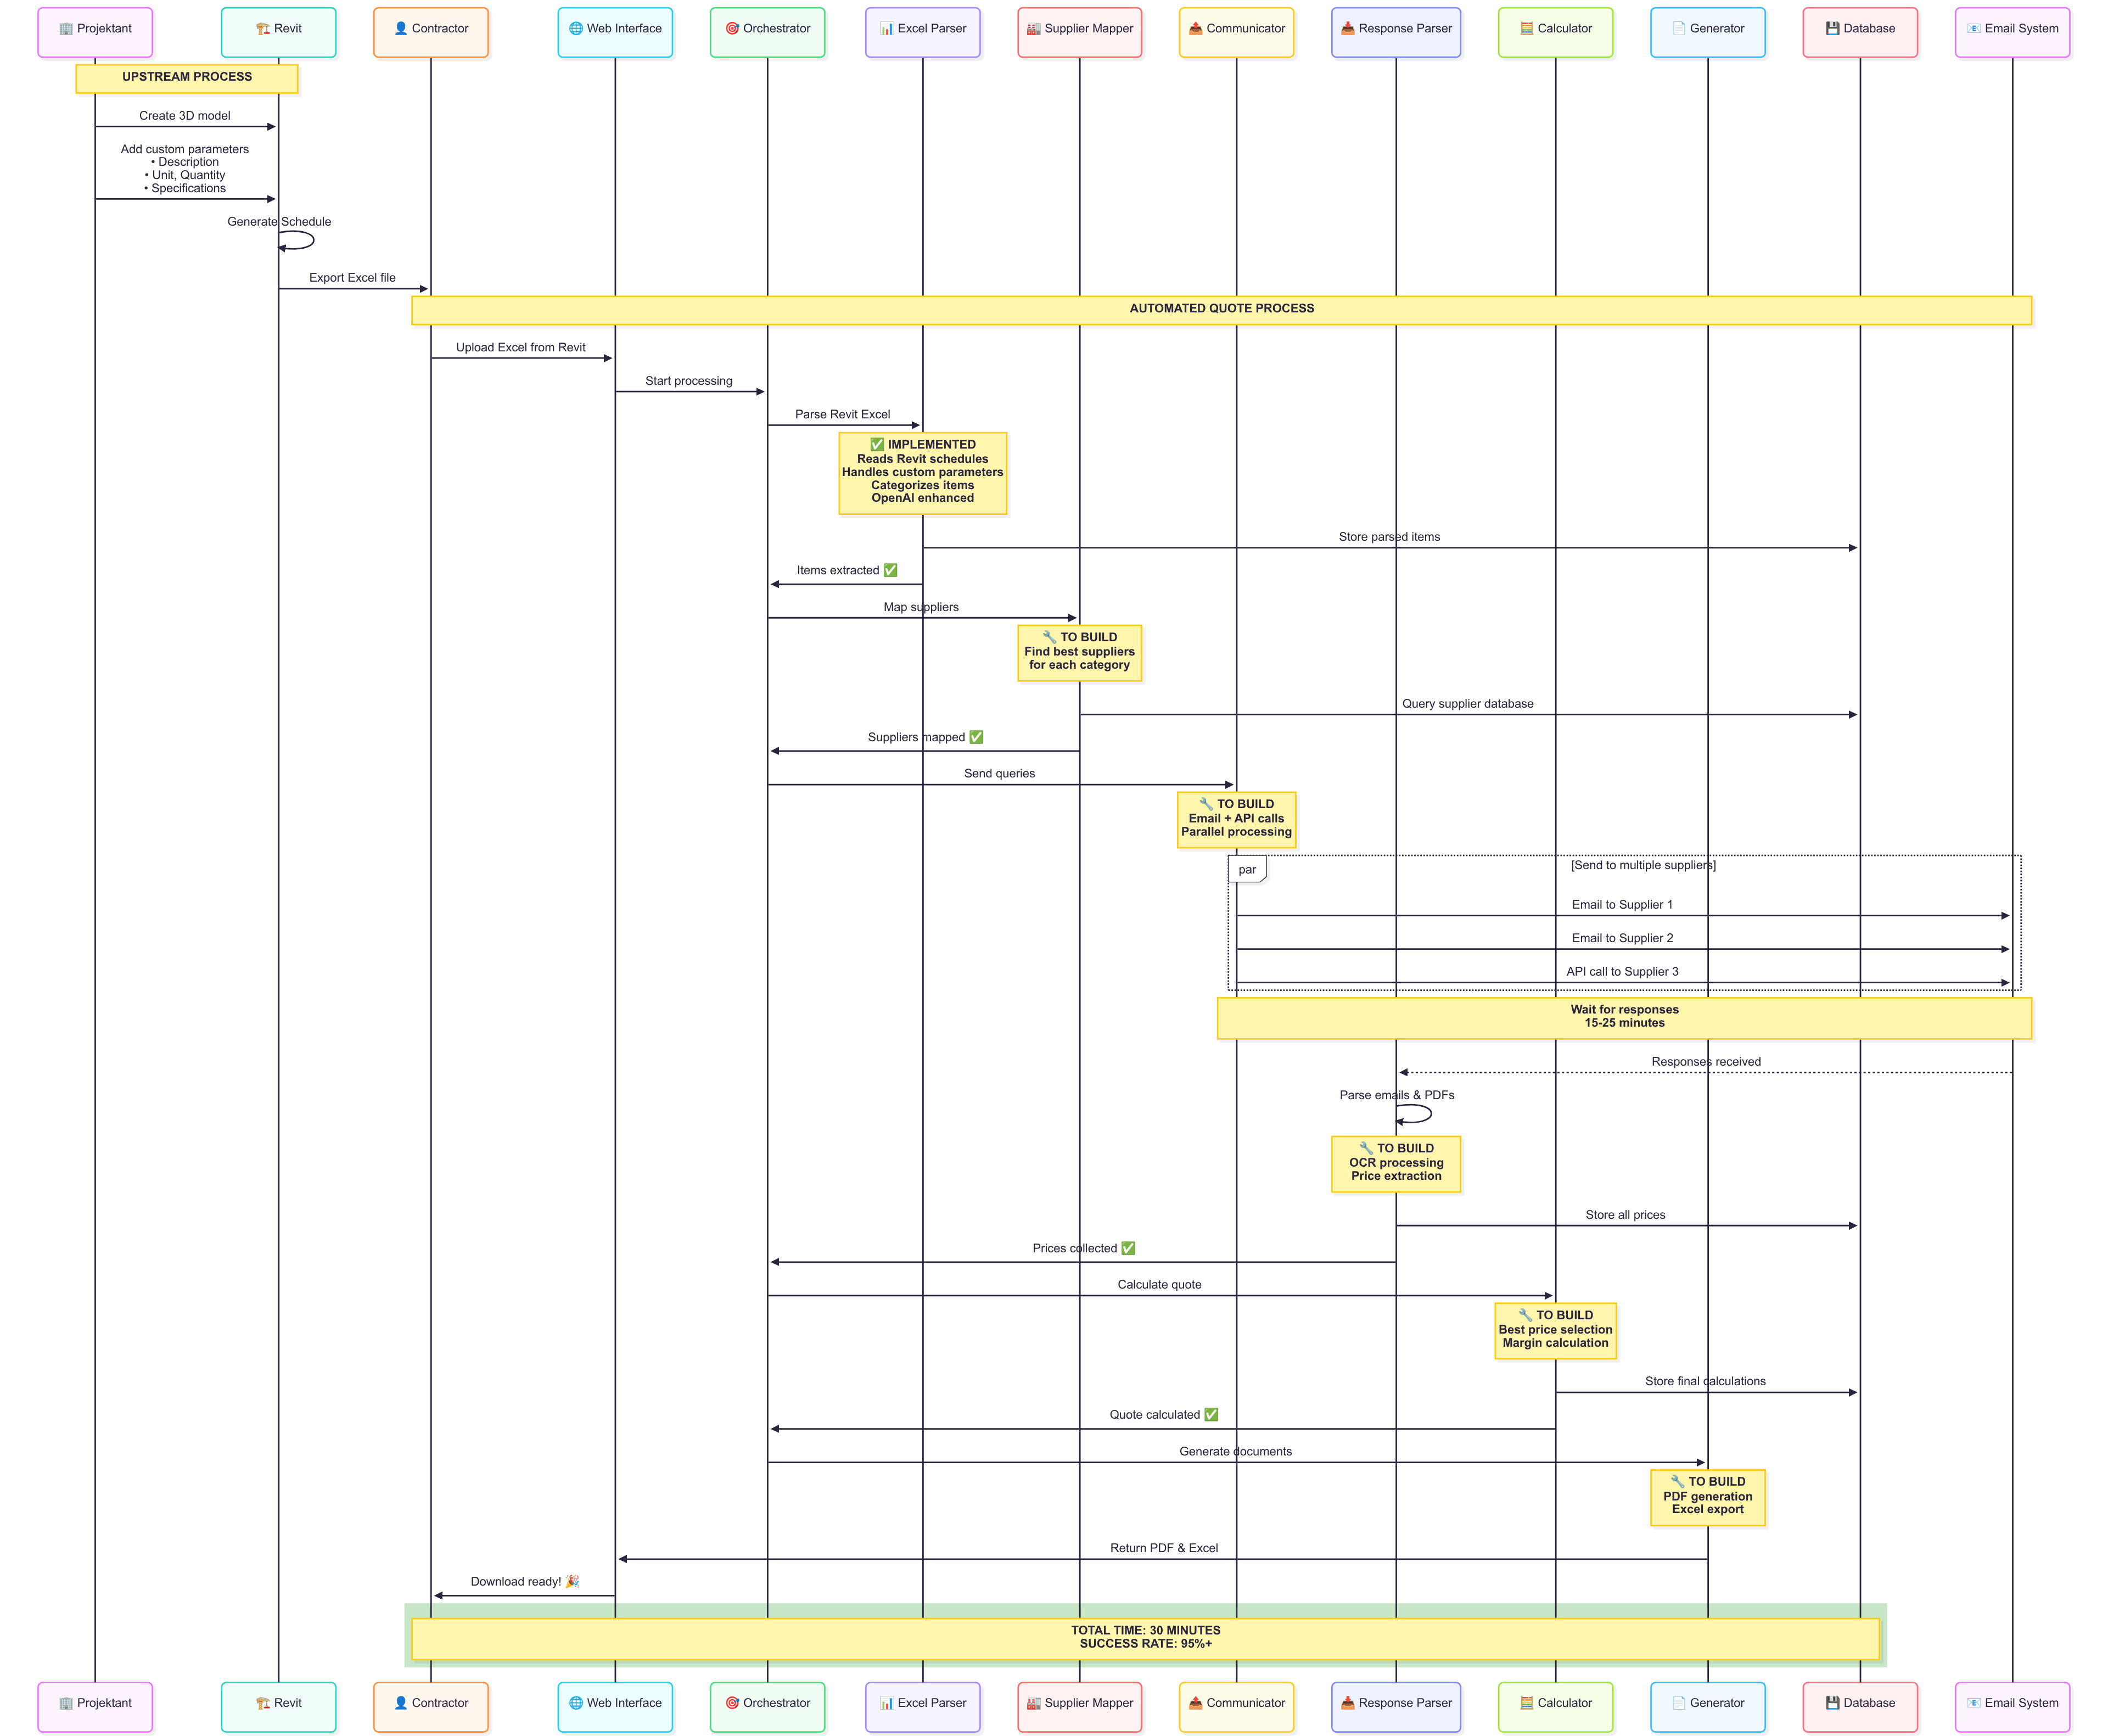 🏢 Projektant
🏗️ Revit
👤 Contractor
🌐 Web Interface
🎯 Orchestrator
📊 Excel Parser
🏭 Supplier Mapper
📤 Communicator
📥 Response Parser
🧮 Calculator
📄 Generator
💾 Database
📧 Email System
UPSTREAM PROCESS
Create 3D model
Add custom parameters
• Description
• Unit, Quantity
• Specifications
Generate Schedule
Export Excel file
AUTOMATED QUOTE PROCESS
Upload Excel from Revit
Start processing
Parse Revit Excel
✅ IMPLEMENTED
Reads Revit schedules
Handles custom parameters
Categorizes items
OpenAI enhanced
Store parsed items
Items extracted ✅
Map suppliers
🔧 TO BUILD
Find best suppliers
for each category
Query supplier database
Suppliers mapped ✅
Send queries
🔧 TO BUILD
Email + API calls
Parallel processing
par
[Send to multiple suppliers]
Email to Supplier 1
Email to Supplier 2
API call to Supplier 3
Wait for responses
15-25 minutes
Responses received
Parse emails & PDFs
🔧 TO BUILD
OCR processing
Price extraction
Store all prices
Prices collected ✅
Calculate quote
🔧 TO BUILD
Best price selection
Margin calculation
Store final calculations
Quote calculated ✅
Generate documents
🔧 TO BUILD
PDF generation
Excel export
Return PDF & Excel
Download ready! 🎉
TOTAL TIME: 30 MINUTES
SUCCESS RATE: 95%+
🏢 Projektant
🏗️ Revit
👤 Contractor
🌐 Web Interface
🎯 Orchestrator
📊 Excel Parser
🏭 Supplier Mapper
📤 Communicator
📥 Response Parser
🧮 Calculator
📄 Generator
💾 Database
📧 Email System